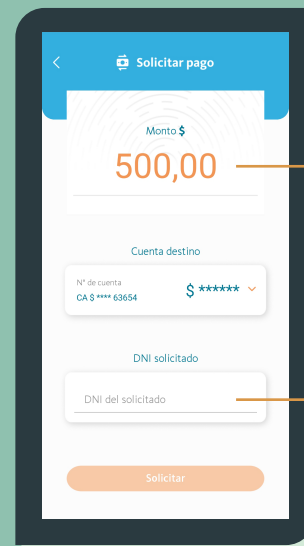 Solicitar pago
Monto $
500,00
Cuenta destino
N° de cuenta
CA $ **** 63654
$ ******
DNI solicitado
DNI del solicitado
Solicitar